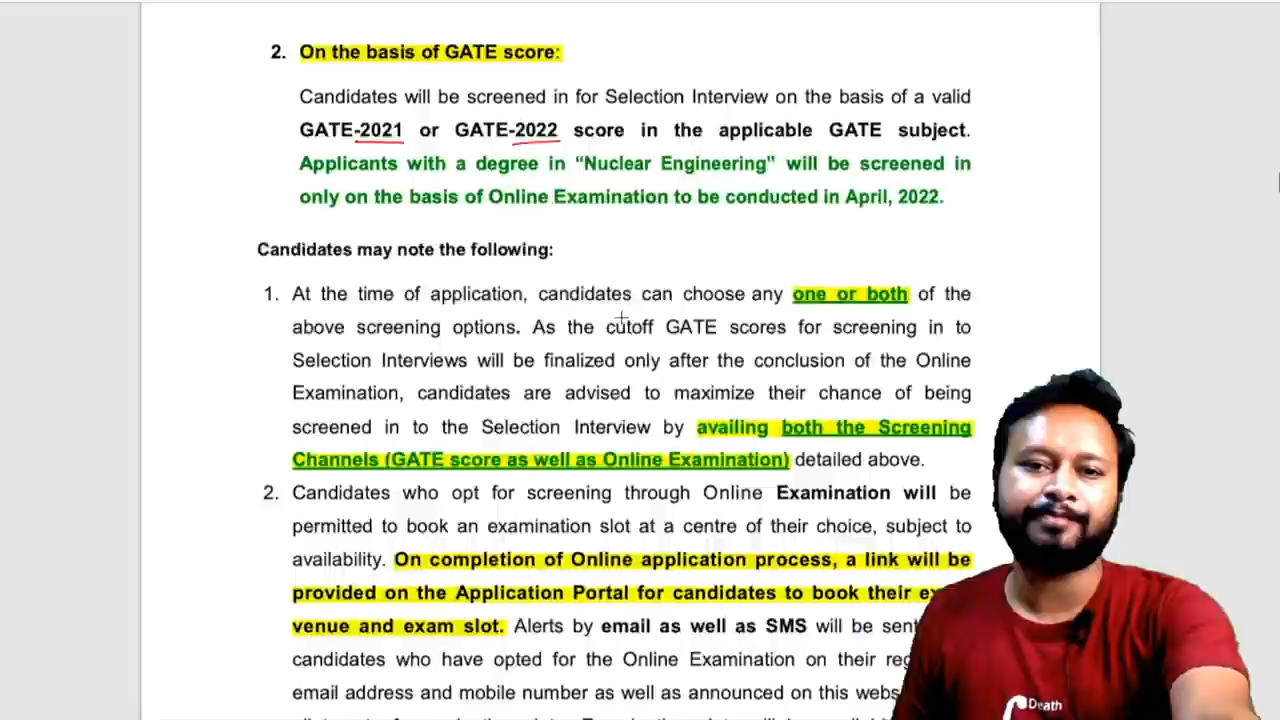 2. On the basis of GATE score:
Candidates will be screened in for Selection Interview on the basis of a valid
GATE-2021 or GATE-2022 score in the applicable GATE subject.
Applicants with a degree in “Nuclear Engineering” will be screened in
only on the basis of Online Examination to be conducted in April, 2022.
Candidates may note the following:
1. At the time of application, candidates can choose any one or both of the
above screening options. As the cutoff GATE scores for screening in to
Selection Interviews will be finalized only after the conclusion of the Online
Examination, candidates are advised to maximize their chance of being
screened in to the Selection Interview by availing both the Screening
Channels (GATE score as well as Online Examination) detailed above.
2. Candidates who opt for screening through Online Examination will be
permitted to book an examination slot at a centre of their choice, subject to
availability. On completion of Online application process, a link will be
provided on the Application Portal for candidates to book their
venue and exam slot. Alerts by email as well as SMS will be sent
candidates who have opted for the Online Examination on their
email address and mobile number as well as announced on this
Death